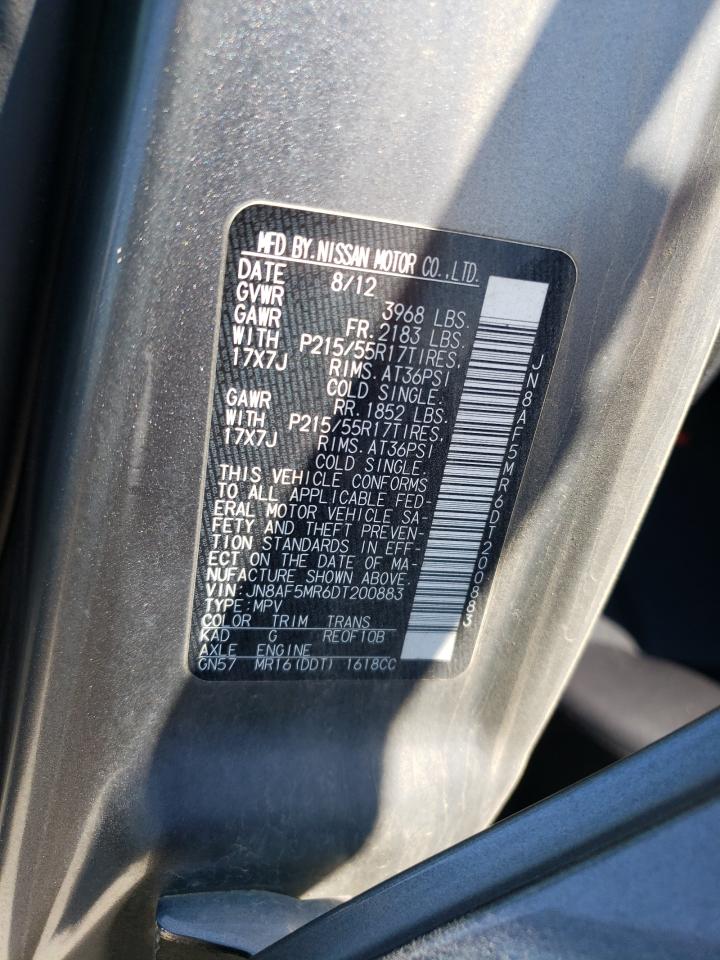 MFD BY.NISSAN MOTOR CO.,LTD.
DATE 8/12
GVWR 3968 LBS.
GAWR FR.2183 LBS.
WITH P215/55R17TIRES,
17X7J RIMS.AT36PSI
COLD SINGLE.
GAWR RR.1852 LBS.
WITH P215/55R17TIRES,
17X7J RIMS.AT36PSI
COLD SINGLE.
THIS VEHICLE CONFORMS
TO ALL APPLICABLE FED-
ERAL MOTOR VEHICLE SA-
FETY AND THEFT PREVEN-
TION STANDARDS IN EFF-
ECT ON THE DATE OF MA-
NUFACTURE SHOWN ABOVE.
VIN:JN8AF5MR6DT200883
TYPE:MPV
COLOR TRIM TRANS
KAD G RE0F10B
AXLE ENGINE
GN57 MR16(DDT) 1618CC
JN8AF5MR6DT200883